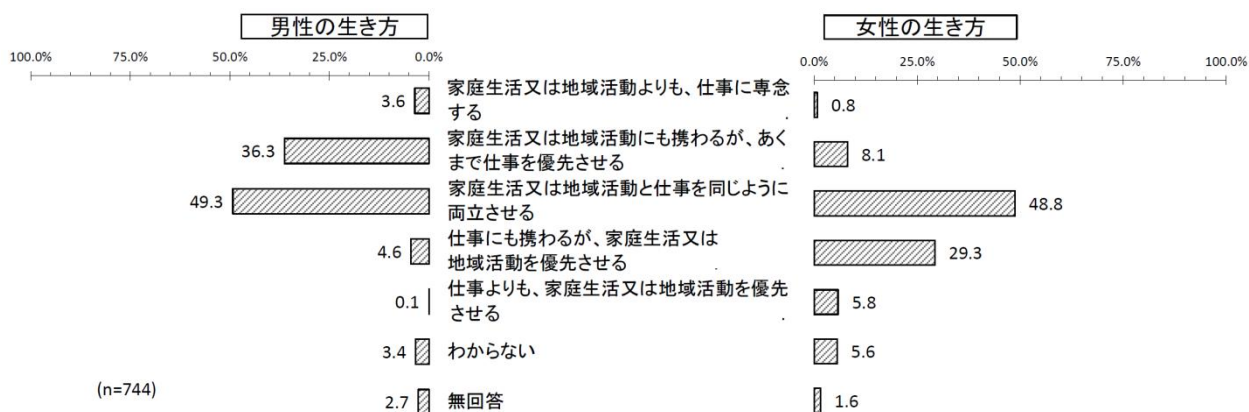 男性の生き方
女性の生き方
100.0% 75.0% 50.0% 25.0% 0.0%
0.0% 25.0% 50.0% 75.0% 100.0%
3.6
家庭生活又は地域活動よりも、仕事に専念
する
0.8
36.3
家庭生活又は地域活動にも携わるが、あく
まで仕事を優先させる
8.1
49.3
家庭生活又は地域活動と仕事を同じように
両立させる
48.8
4.6
仕事にも携わるが、家庭生活又は
地域活動を優先させる
29.3
0.1
仕事よりも、家庭生活又は地域活動を優先
させる
5.8
3.4
わからない
5.6
(n=744)
2.7
無回答
1.6